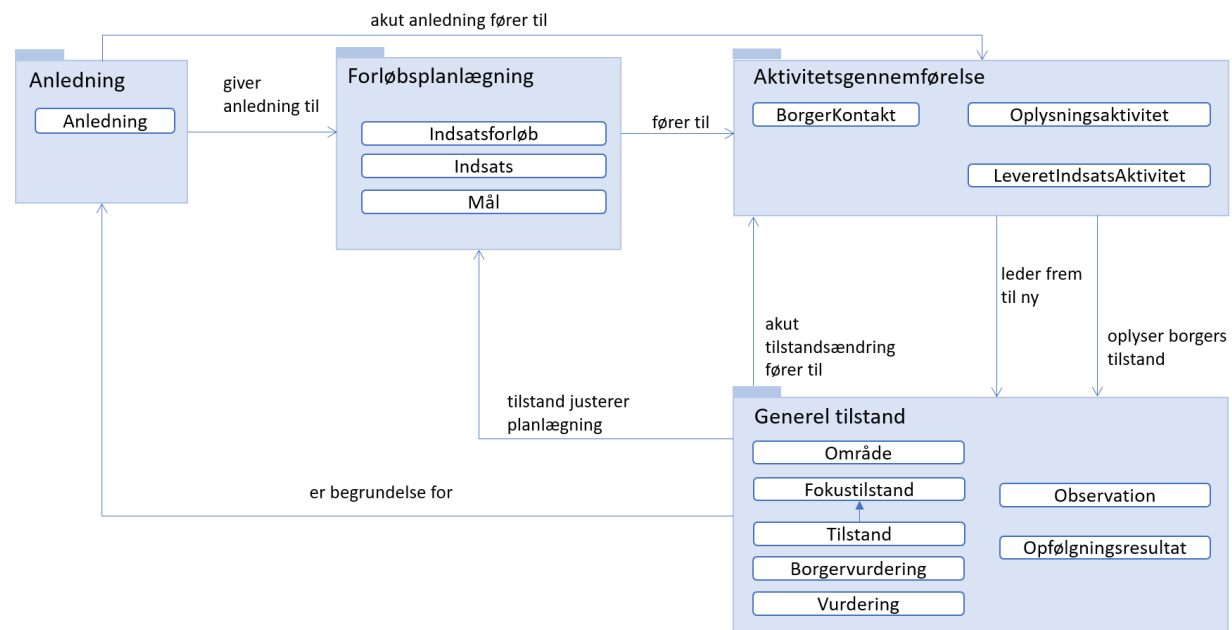 akut anledning fører til
Anledning
Anledning
giver
anledning til
Forløbsplanlægning
Indsatsforløb
Indsats
Mål
fører til
Aktivitetsgennemførelse
BorgerKontakt
Oplysningsaktivitet
LeveretIndsatsAktivitet
leder frem
til ny
oplyser borgers
tilstand
akut
tilstandsændring
fører til
tilstand justerer
planlægning
er begrundelse for
Generel tilstand
Område
Fokustilstand
Tilstand
Borgervurdering
Vurdering
Observation
Opfølgningsresultat